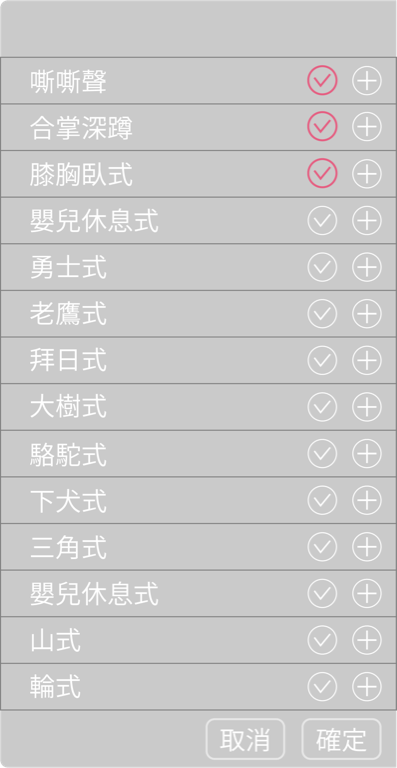 嘶嘶聲
合掌深蹲
膝胸臥式
嬰兒休息式
勇士式
老鷹式
拜日式
大樹式
駱駝式
下犬式
三角式
嬰兒休息式
山式
輪式
取消 確定